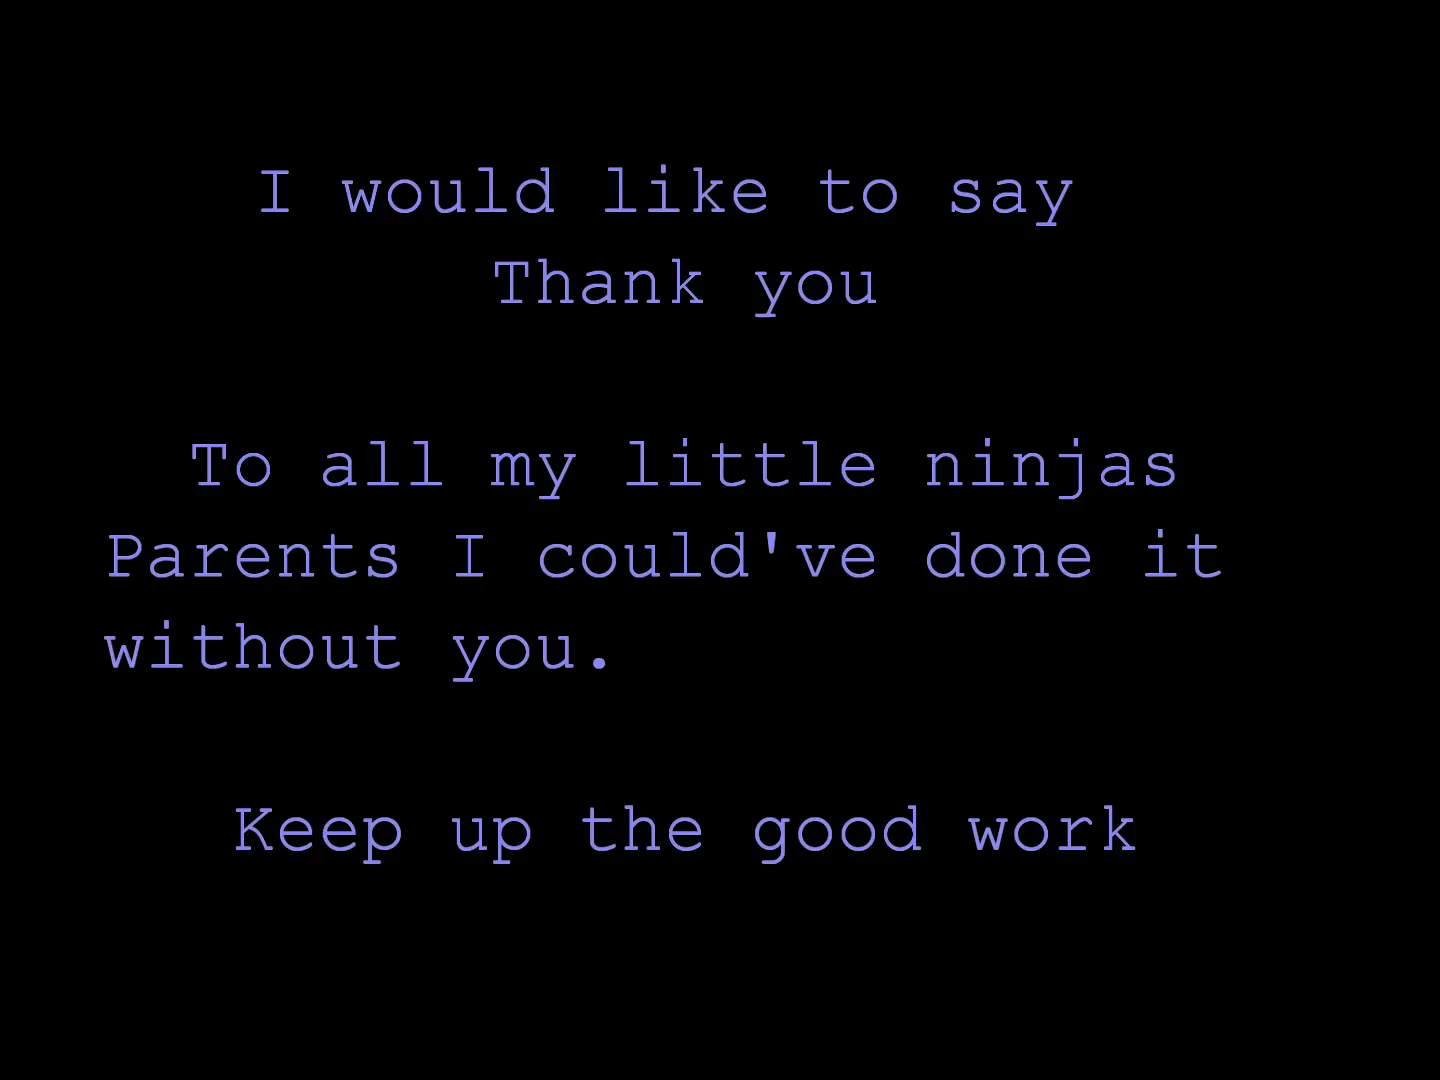 I would like to say
Thank you
To all my little ninjas
Parents I could've done it
without you.
Keep up the good work